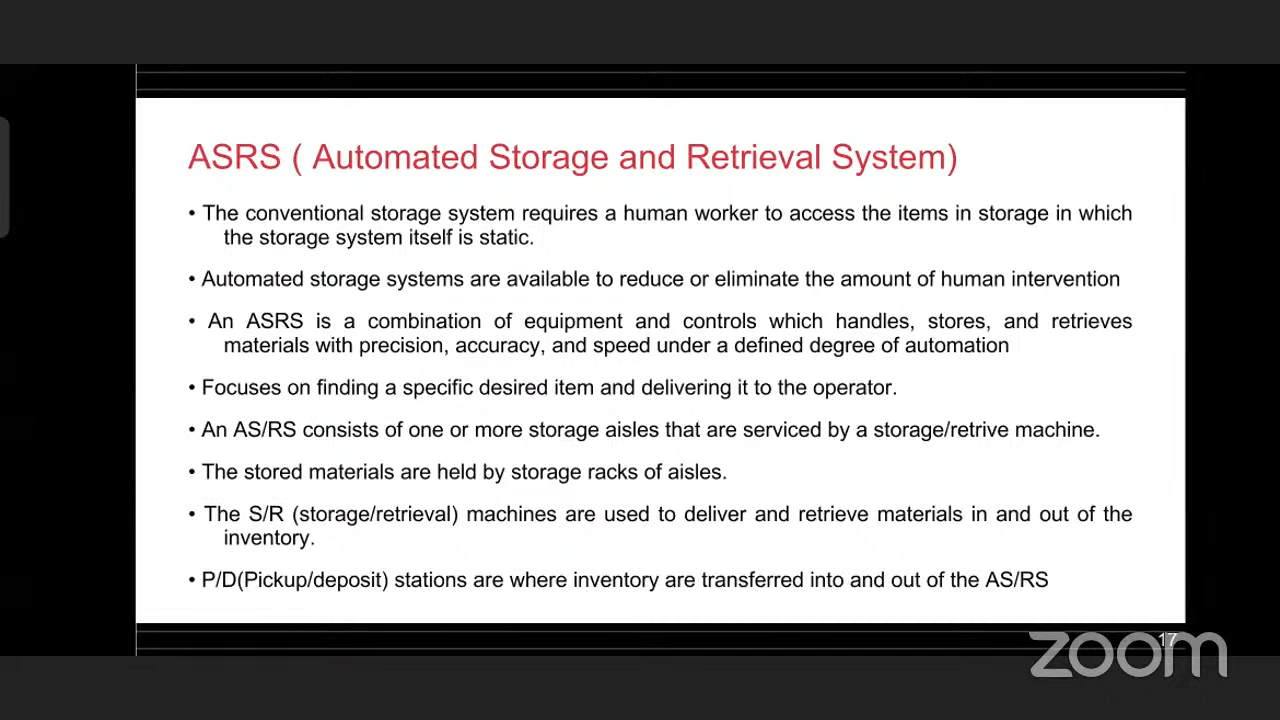 ASRS ( Automated Storage and Retrieval System)
• The conventional storage system requires a human worker to access the items in storage in which
the storage system itself is static.
• Automated storage systems are available to reduce or eliminate the amount of human intervention
• An ASRS is a combination of equipment and controls which handles, stores, and retrieves
materials with precision, accuracy, and speed under a defined degree of automation
• Focuses on finding a specific desired item and delivering it to the operator.
• An AS/RS consists of one or more storage aisles that are serviced by a storage/retrive machine.
• The stored materials are held by storage racks of aisles.
• The S/R (storage/retrieval) machines are used to deliver and retrieve materials in and out of the
inventory.
• P/D(Pickup/deposit) stations are where inventory are transferred into and out of the AS/RS
17
zoom